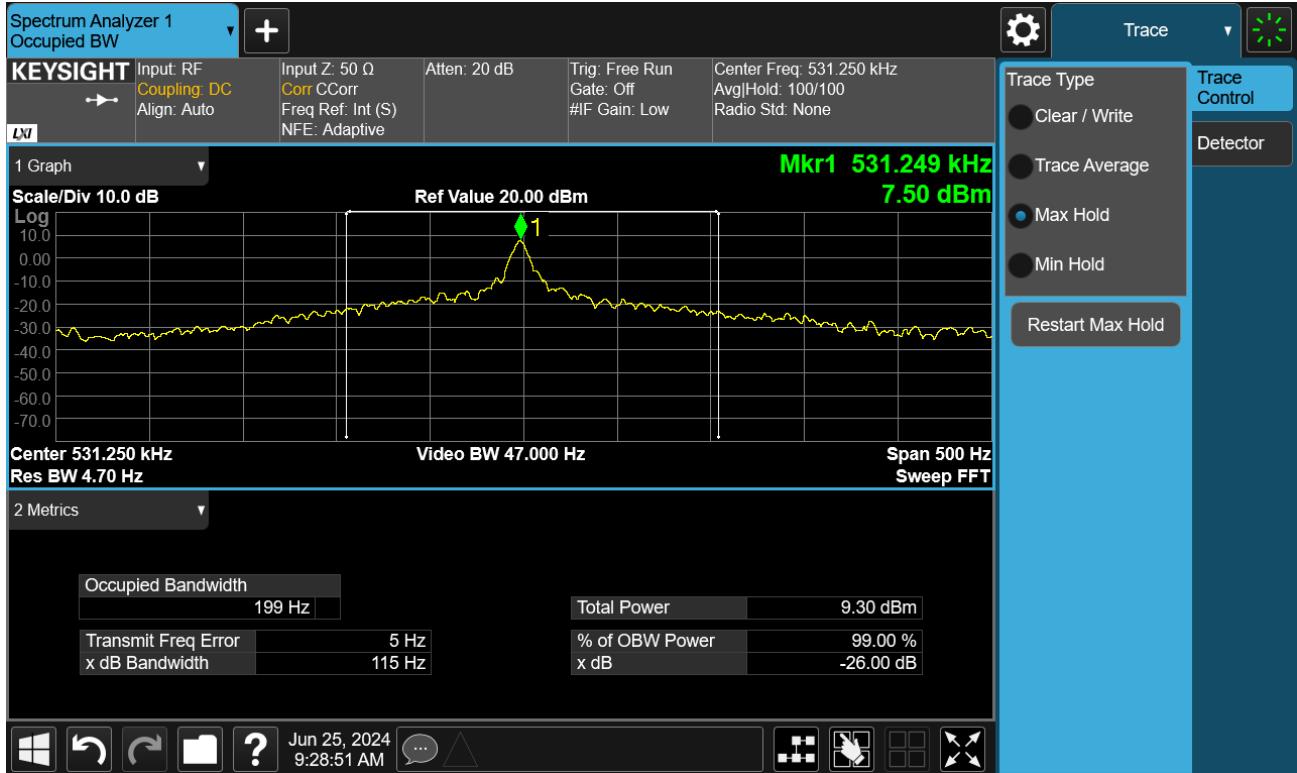 Spectrum Analyzer 1
Occupied BW
Trace
KEYSIGHT
LXI
Input: RF
Coupling: DC
Align: Auto
Input Z: 50 Ω
Corr CCorr
Freq Ref: Int (S)
NFE: Adaptive
Atten: 20 dB
Trig: Free Run
Gate: Off
#IF Gain: Low
Center Freq: 531.250 kHz
Avg|Hold: 100/100
Radio Std: None
1 Graph
Mkr1 531.249 kHz
7.50 dBm
Scale/Div 10.0 dB
Ref Value 20.00 dBm
Log
1
10.0
0.00
-10.0
-20.0
-30.0
-40.0
-50.0
-60.0
-70.0
Center 531.250 kHz
Video BW 47.000 Hz
Span 500 Hz
Res BW 4.70 Hz
Sweep FFT
2 Metrics
Occupied Bandwidth
199 Hz
Total Power 9.30 dBm
Transmit Freq Error 5 Hz
% of OBW Power 99.00 %
x dB Bandwidth 115 Hz
x dB -26.00 dB
Trace Type
Clear / Write
Trace Average
Max Hold
Min Hold
Restart Max Hold
Trace
Control
Detector
?
Jun 25, 2024
9:28:51 AM